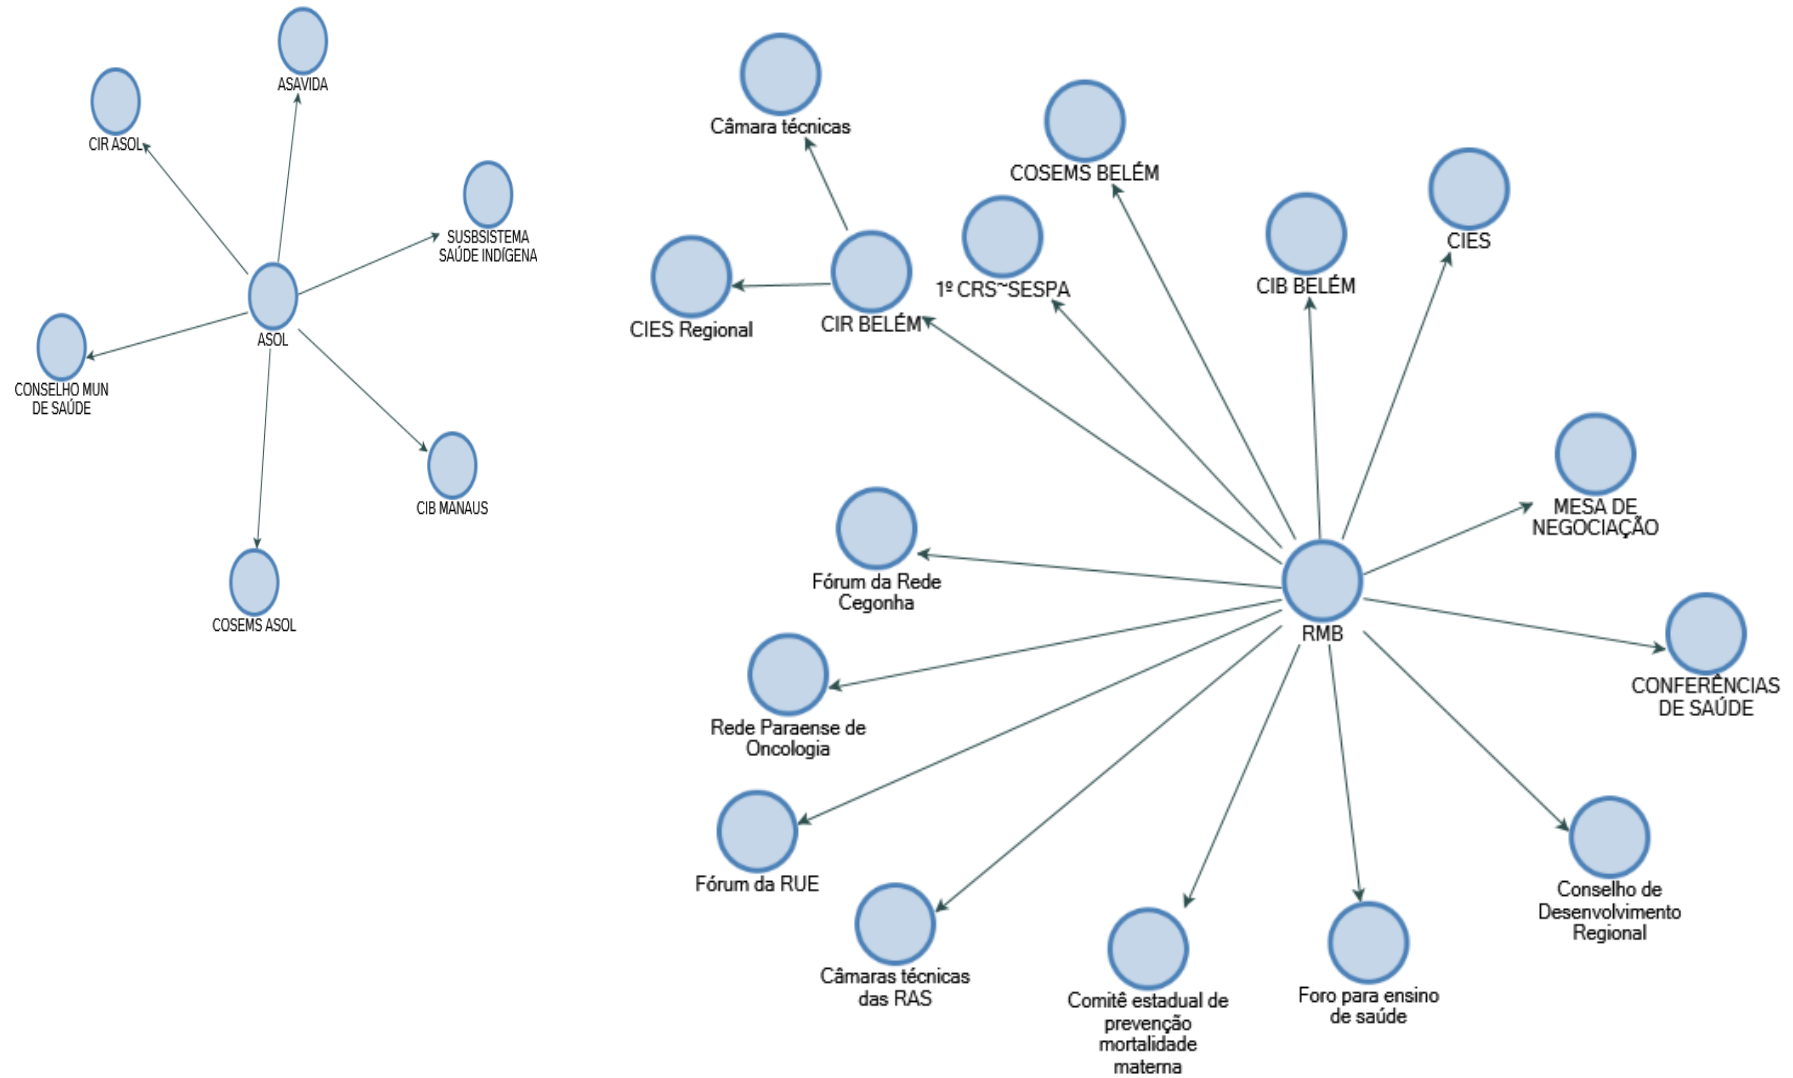 ASAVIDA
CIR ASOL
SUSBSISTEMA
SAÚDE INDÍGENA
ASOL
CONSELHO MUN
DE SAÚDE
CIB MANAUS
COSEMS ASOL
Câmara técnicas
COSEMS BELÉM
CIES
1º CRS~SESPA
CIB BELÉM
CIES Regional
CIR BELÉM
MESA DE
NEGOCIAÇÃO
Fórum da Rede
Cegonha
RMB
CONFERÊNCIAS
DE SAÚDE
Rede Paraense de
Oncologia
Fórum da RUE
Conselho de
Desenvolvimento
Regional
Câmaras técnicas
das RAS
Comitê estadual de
prevenção
mortalidade
materna
Foro para ensino
de saúde